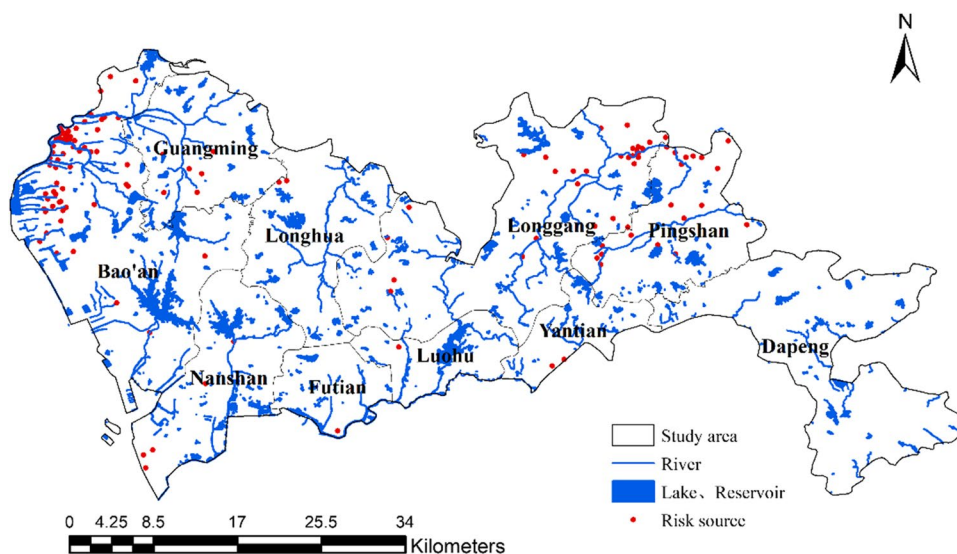 N
Guangming
Longhua
Longgang
Pingshan
Bao'an
Yantian
Luohu
Dapeng
Nanshan
Futian
Study area
River
Lake、Reservoir
Risk source
0 4.25 8.5 17 25.5 34
Kilometers